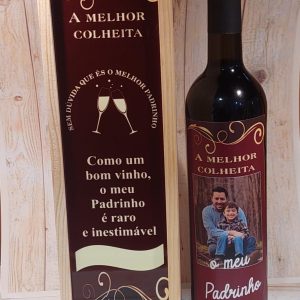 A MELHOR
COLHEITA
SEM DUVIDA QUE ÉS O MELHOR PADRINHO
Como um
bom vinho,
o meu
Padrinho
é raro
e inestimável
A MELHOR
COLHEITA
o meu
Padrinho